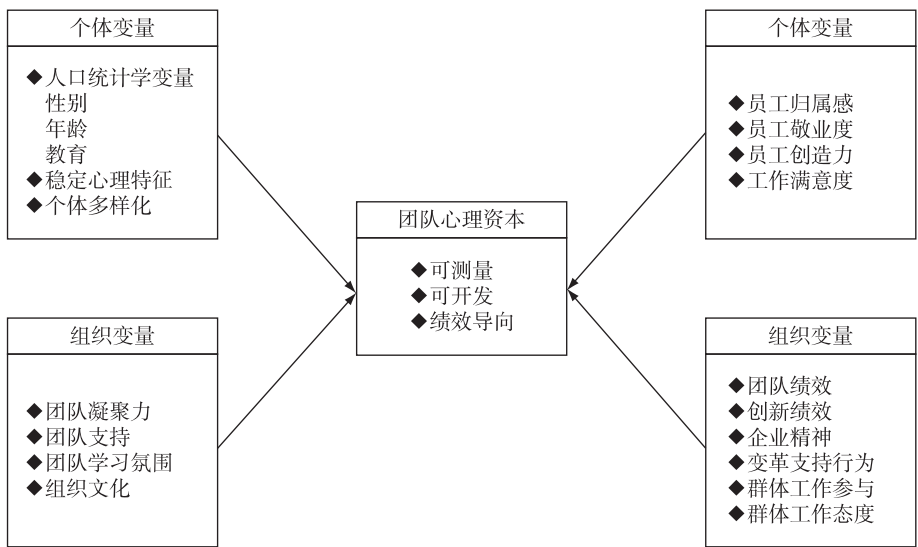 个体变量
◆人口统计学变量
性别
年龄
教育
◆稳定心理特征
◆个体多样化
组织变量
◆团队凝聚力
◆团队支持
◆团队学习氛围
◆组织文化
团队心理资本
◆可测量
◆可开发
◆绩效导向
个体变量
◆员工归属感
◆员工敬业度
◆员工创造力
◆工作满意度
组织变量
◆团队绩效
◆创新绩效
◆企业精神
◆变革支持行为
◆群体工作参与
◆群体工作态度